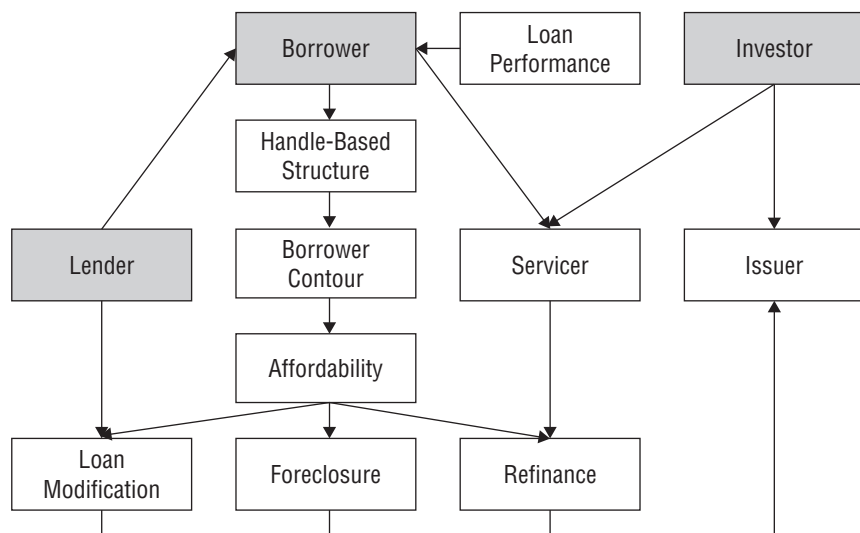 Borrower
Loan
Performance
Investor
Handle-Based
Structure
Lender
Borrower
Contour
Servicer
Issuer
Affordability
Loan
Modification
Foreclosure
Refinance